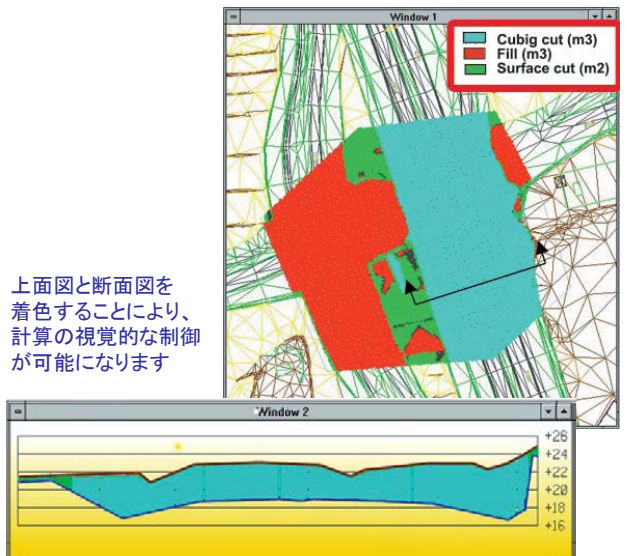 Window 1
Cubig cut (m3)
Fill (m3)
Surface cut (m2)
上面図と断面図を
着色することにより、
計算の視覚的な制御
が可能になります
Window 2
+26
+24
+22
+20
+18
+16